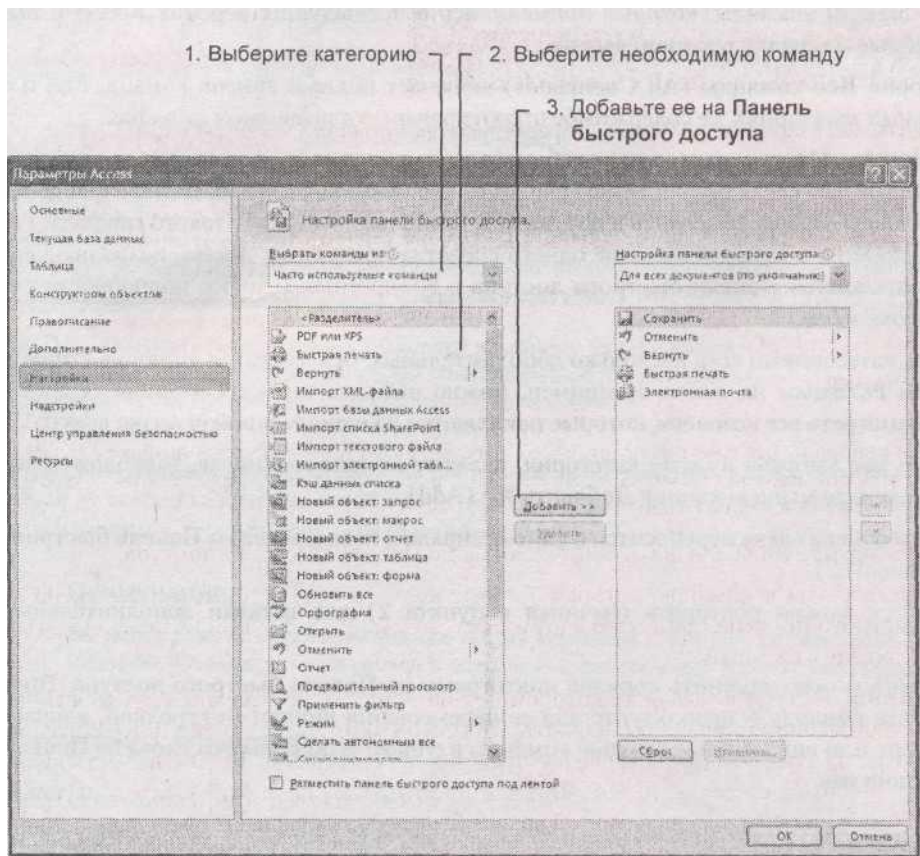 1. Выберите категорию
2. Выберите необходимую команду
3. Добавьте ее на Панель
быстрого доступа
Параметры Access
Основные
Текущая база данных
Таблица
Конструктором объектов
Правописание
Дополнительно
Настройка
Надстройки
Центр управления безопасностью
Ресурсы
Настройка панели быстрого доступа.
Выбрать команды из:
Часто используемые команды
<Разделитель>
PDF или XPS
Быстрая печать
Вернуть
Импорт XML-файла
Импорт базы данных Access
Импорт списка SharePoint
Импорт текстового файла
Импорт электронной табл...
Кэш данных списка
Новый объект: запрос
Новый объект: макрос
Новый объект: отчет
Новый объект: таблица
Новый объект: форма
Обновить все
Орфография
Открыть
Отменить
Отчет
Предварительный просмотр
Применить фильтр
Режим
Сделать автономным все
Добавить >>
Настройка панели быстрого доступа:
Для всех документов (по умолчанию)
Сохранить
Отменить
Вернуть
Быстрая печать
Электронная почта
Сброс
Разместить панель быстрого доступа под лентой
ОК
Отмена